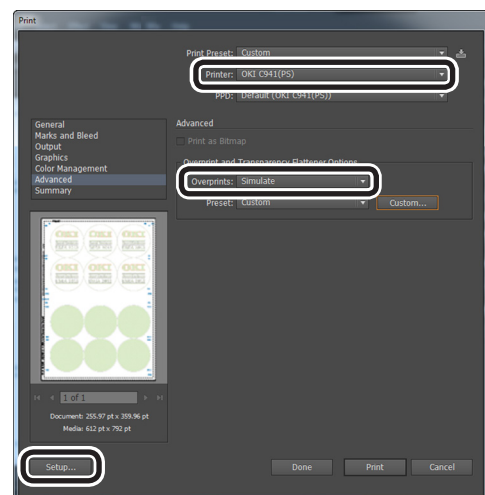 Print
Print Preset: Custom
Printer: OKI C941(PS)
PPD: Default (OKI C941(PS))
General
Marks and Bleed
Output
Graphics
Color Management
Advanced
Summary
Advanced
Print as Bitmap
Overprint and Transparency Flattener Options
Overprints: Simulate
Preset: Custom
Custom...
1 of 1
Document: 255.97 pt x 359.96 pt
Media: 612 pt x 792 pt
Setup...
Done
Print
Cancel